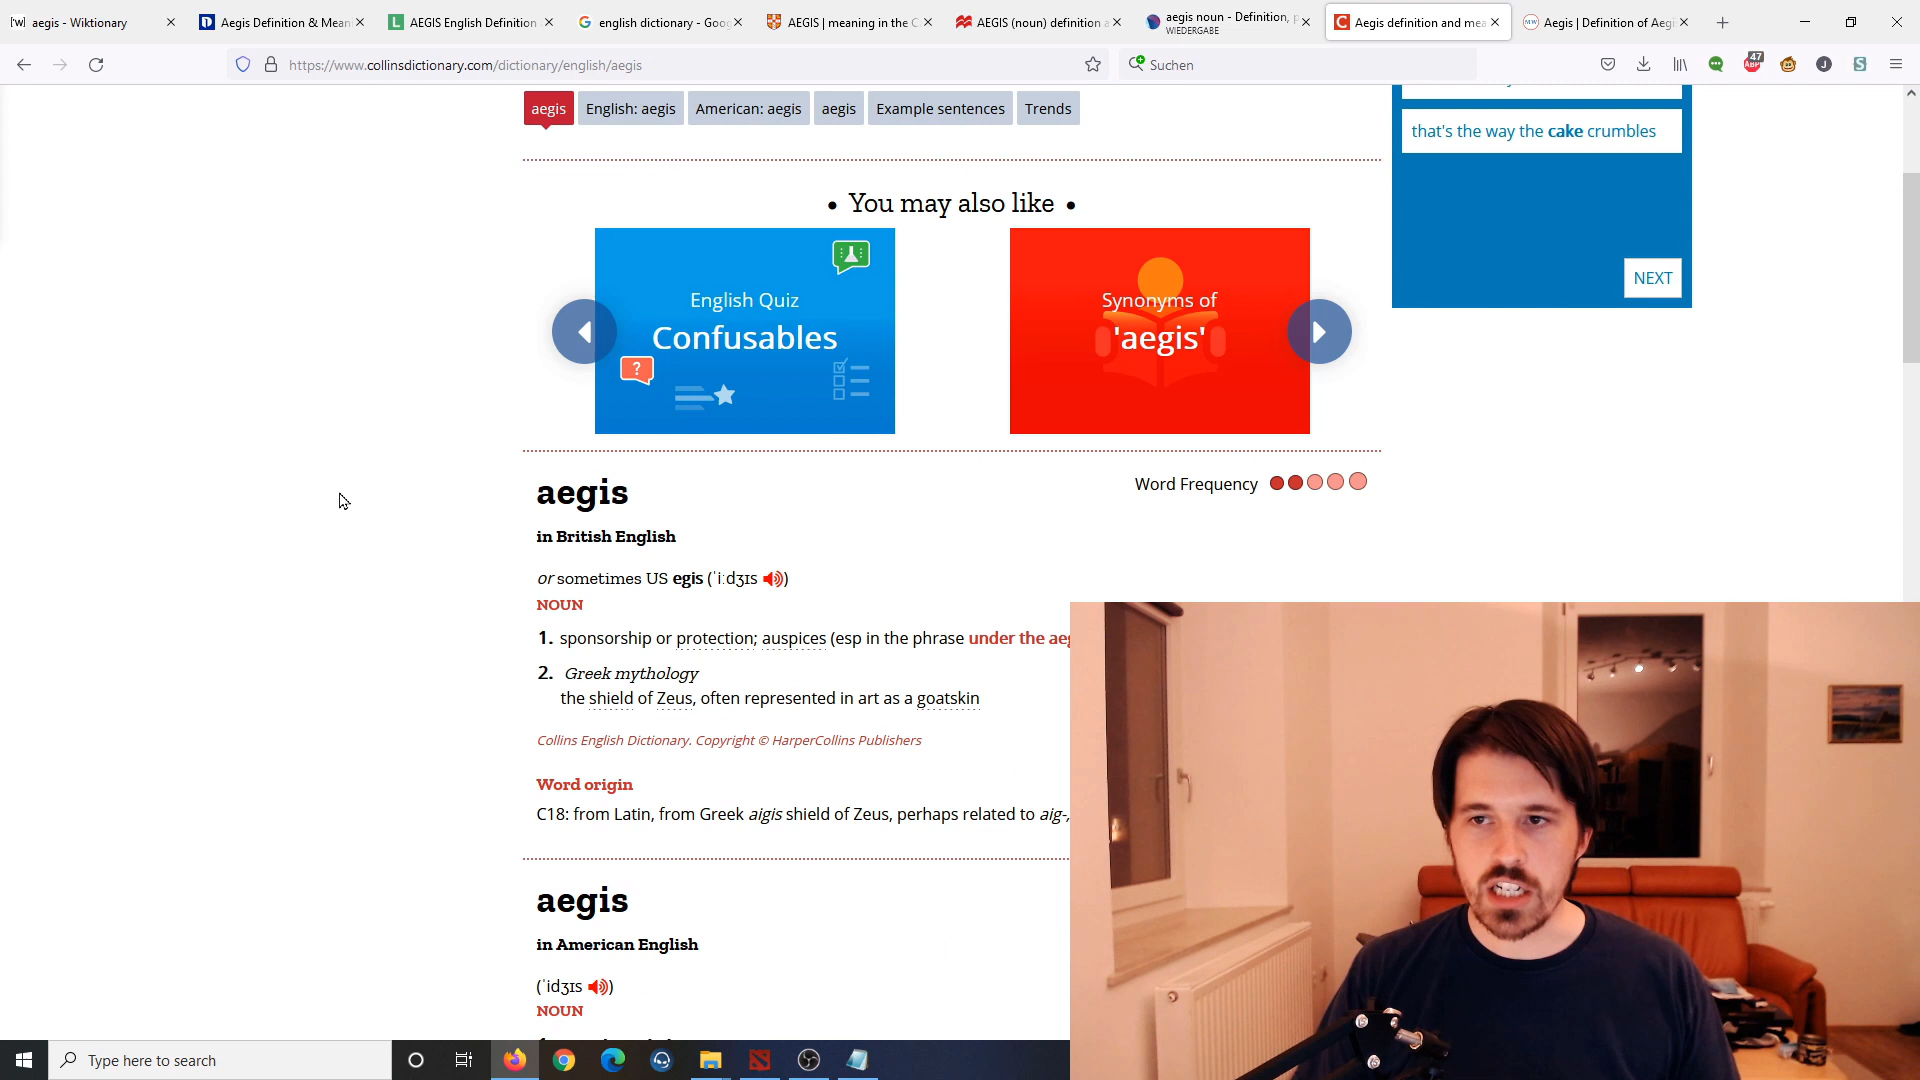 aegis - Wiktionary
Aegis Definition & Mean
AEGIS English Definition
english dictionary - Goog
AEGIS | meaning in the C
AEGIS (noun) definition a
aegis noun - Definition, p
WIEDERGABE
Aegis definition and mea
Aegis | Definition of Aegi
https://www.collinsdictionary.com/dictionary/english/aegis
Suchen
47
ABP
aegis
English: aegis
American: aegis
aegis
Example sentences
Trends
that's the way the cake crumbles
NEXT
• You may also like •
English Quiz
Confusables
Synonyms of
'aegis'
aegis
Word Frequency
in British English
or sometimes US egis (ˈiːdʒɪs )
NOUN
1. sponsorship or protection; auspices (esp in the phrase under the aeg
2. Greek mythology
the shield of Zeus, often represented in art as a goatskin
Collins English Dictionary. Copyright © HarperCollins Publishers
Word origin
C18: from Latin, from Greek aigis shield of Zeus, perhaps related to aig-,
aegis
in American English
(ˈidʒɪs )
NOUN
Type here to search